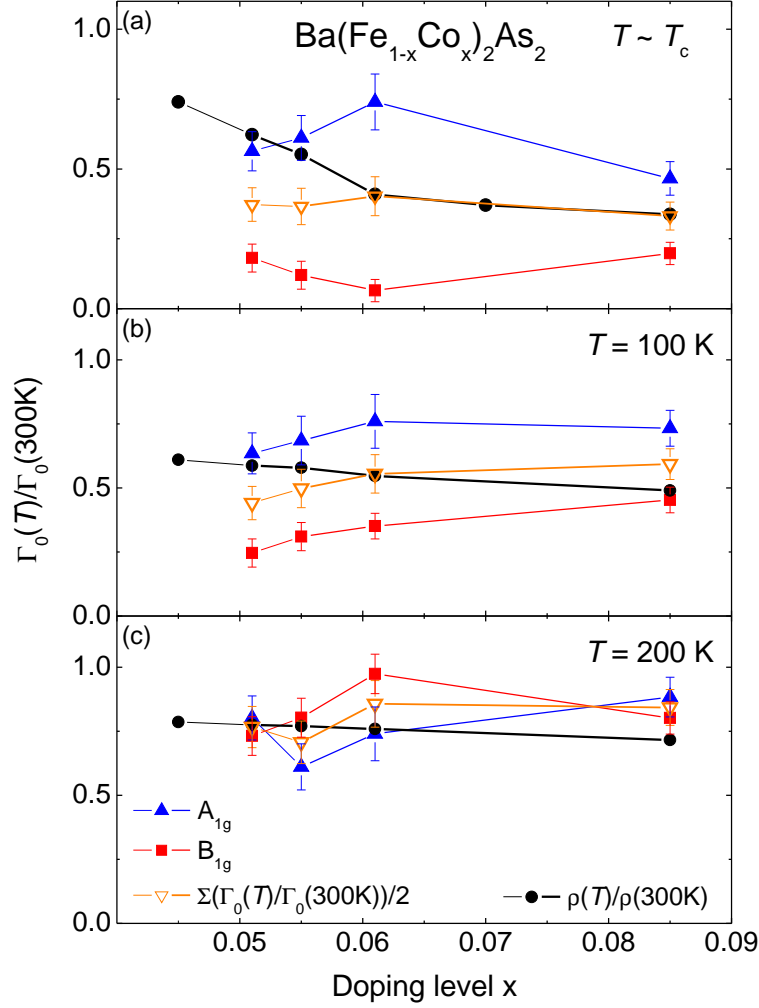 (a)
Ba(Fe1-xCox)2As2
T ~ Tc
1.0
0.5
0.0
(b)
T = 100 K
1.0
0.5
0.0
Γ0(T)/Γ0(300K)
(c)
T = 200 K
1.0
0.5
0.0
A1g
B1g
Σ(Γ0(T)/Γ0(300K))/2
ρ(T)/ρ(300K)
0.05 0.06 0.07 0.08 0.09
Doping level x